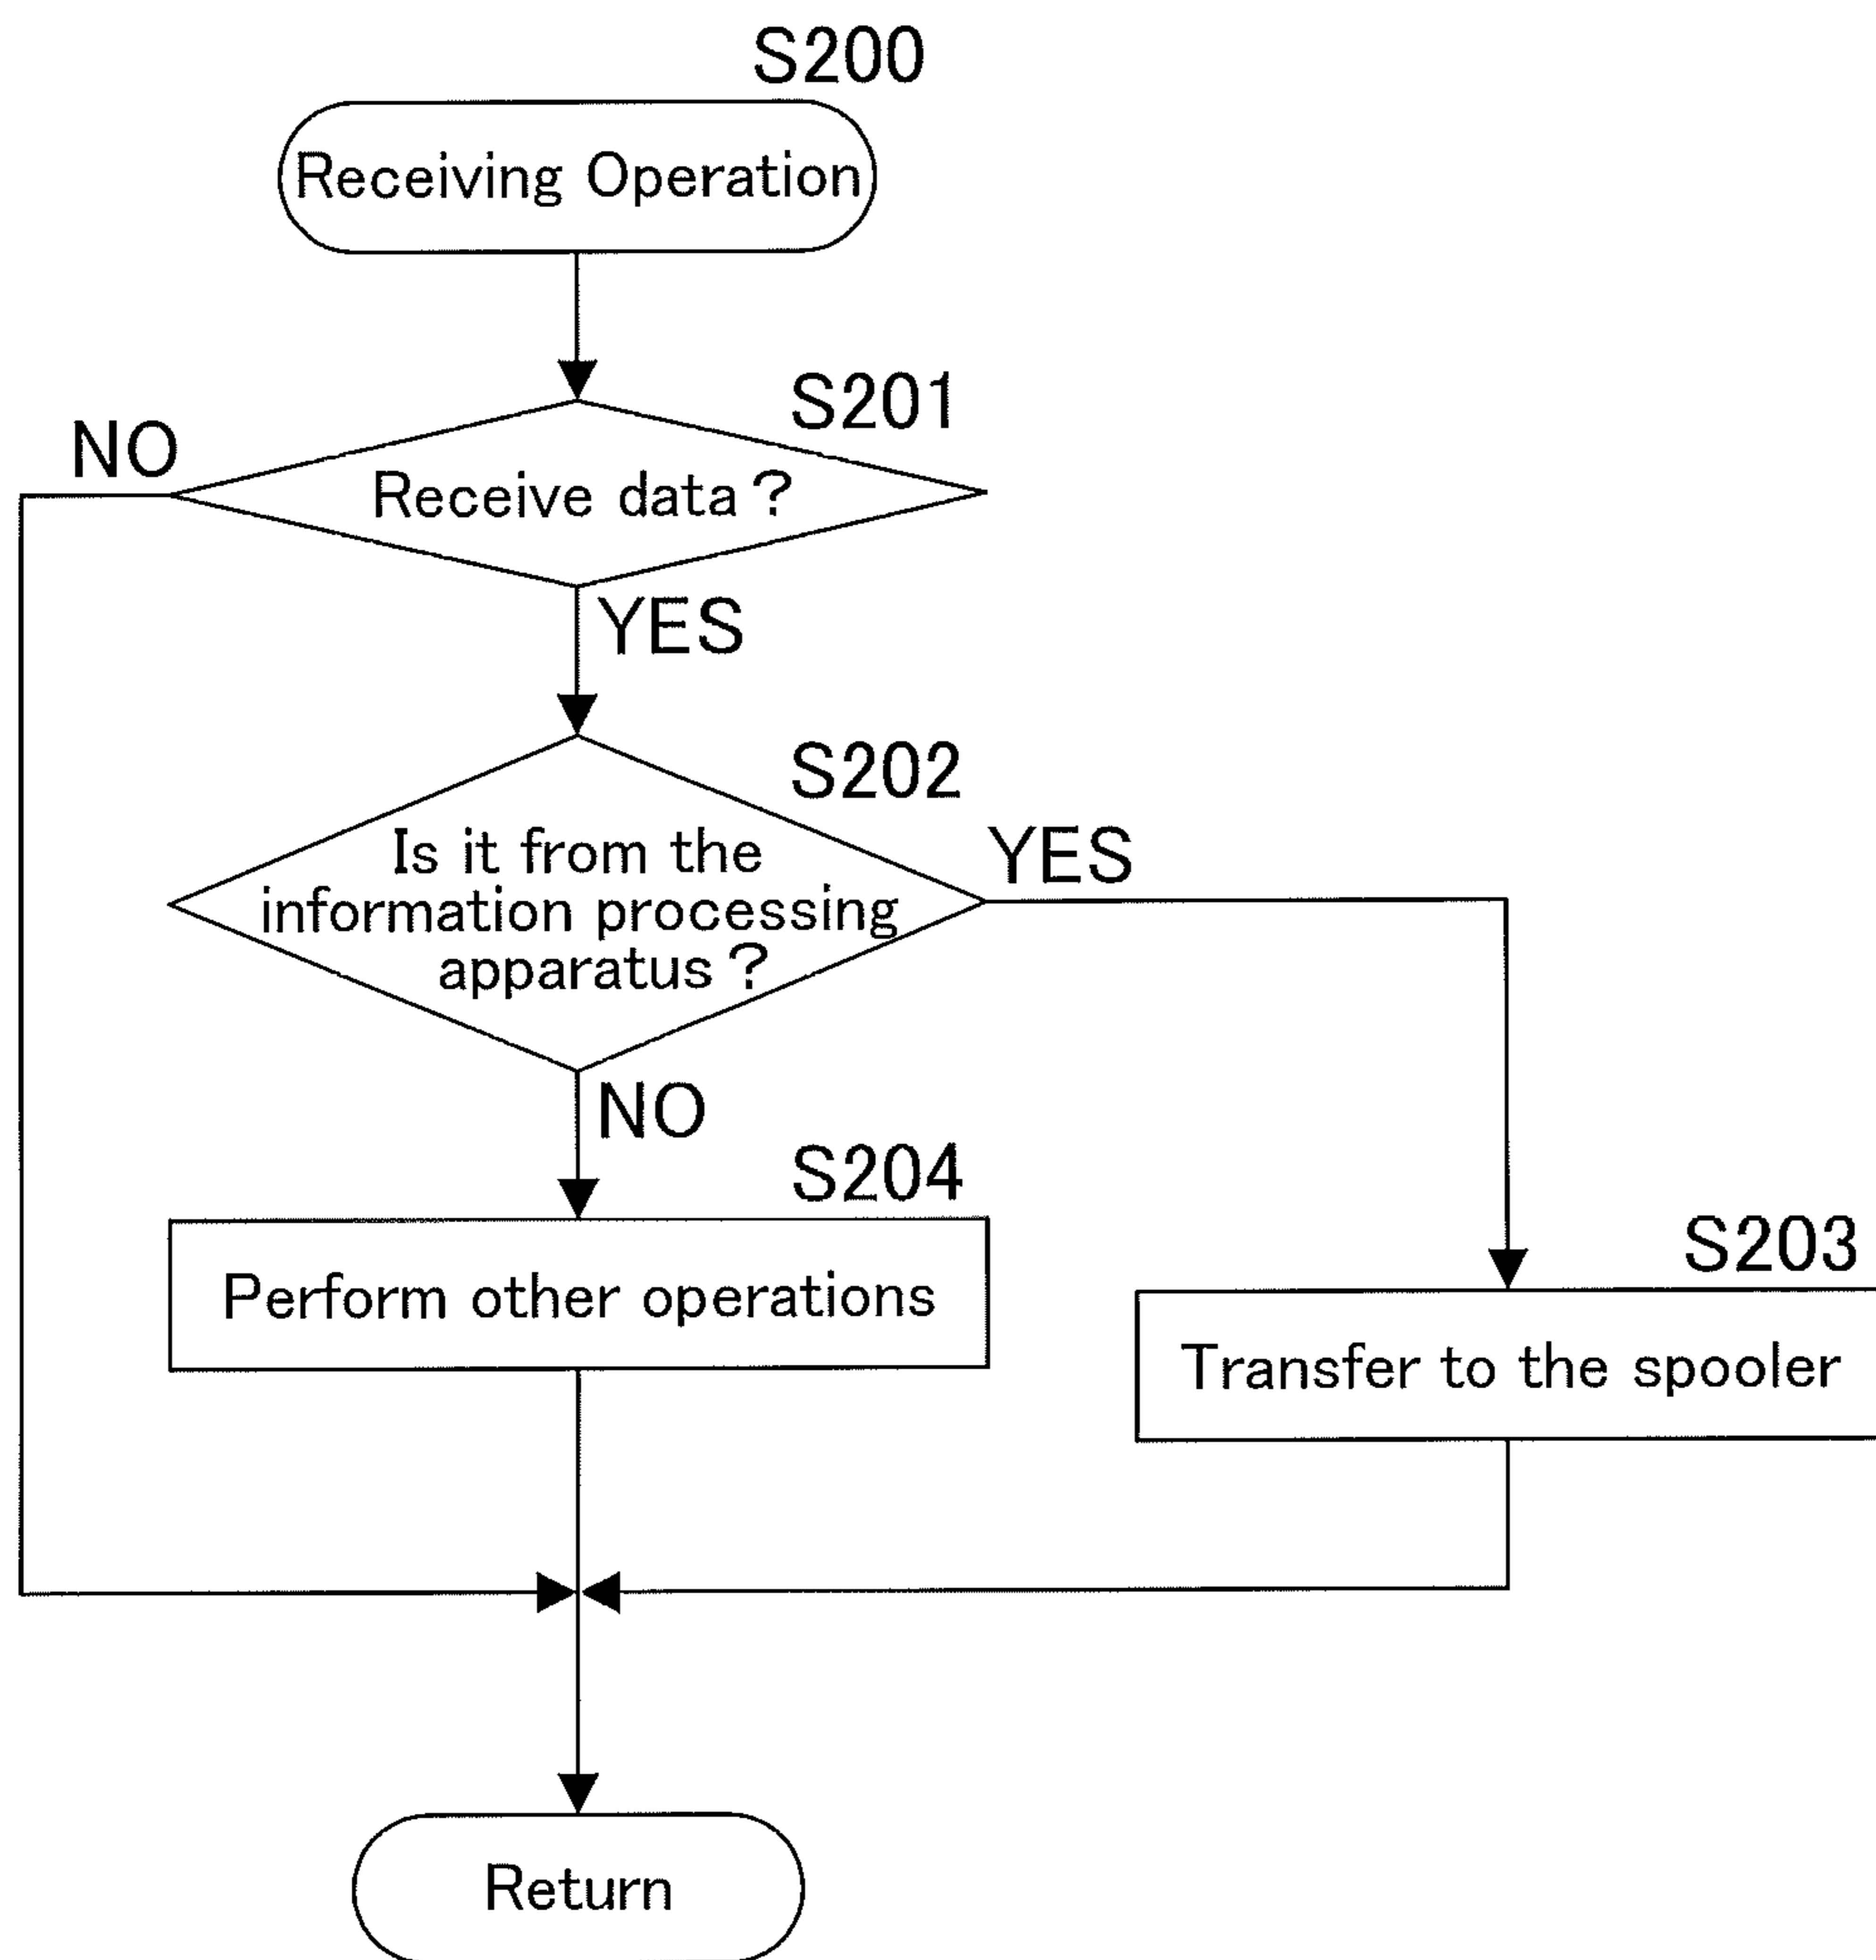 S200
Receiving Operation
S201
NO
Receive data?
YES
S202
Is it from the
information processing
apparatus?
YES
NO
S204
Perform other operations
S203
Transfer to the spooler
Return